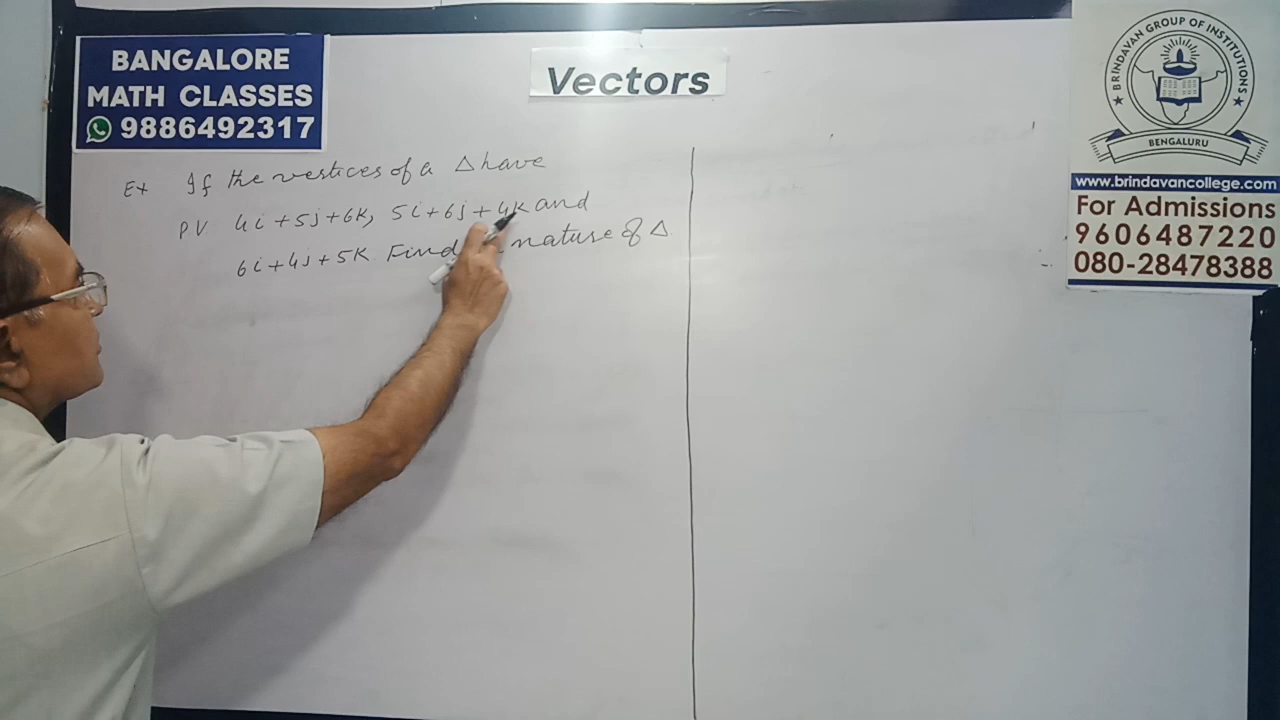 BANGALORE
MATH CLASSES
9886492317
Vectors
BRINDAVAN GROUP OF INSTITUTIONS
BENGALURU
www.brindavancollege.com
For Admissions
9606487220
080-28478388
Ex If the vertices of a Δ have
PV 4i+5j+6k, 5i+6j+4k and
6i+4j+5k Find nature of Δ